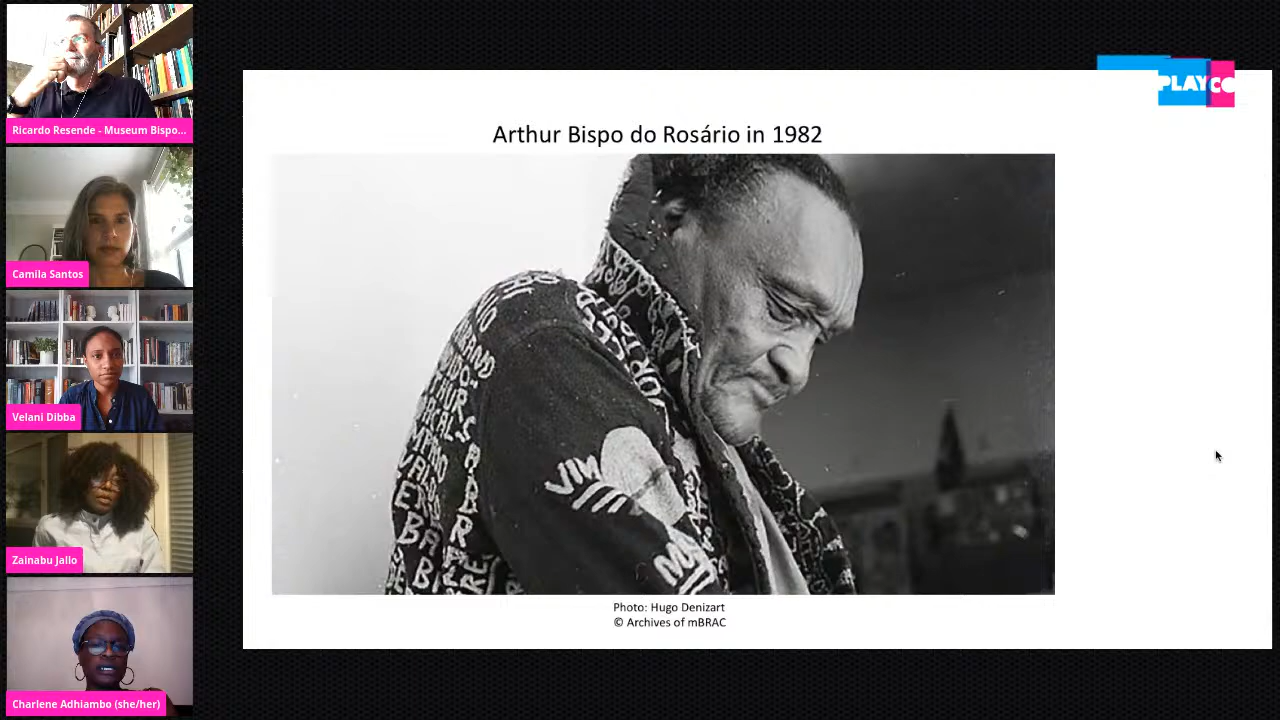 Ricardo Resende - Museum Bispo...
Camila Santos
Velani Dibba
Zainabu Jallo
Charlene Adhiambo (she/her)
PLAYCO
Arthur Bispo do Rosário in 1982
Photo: Hugo Denizart
© Archives of mBRAC